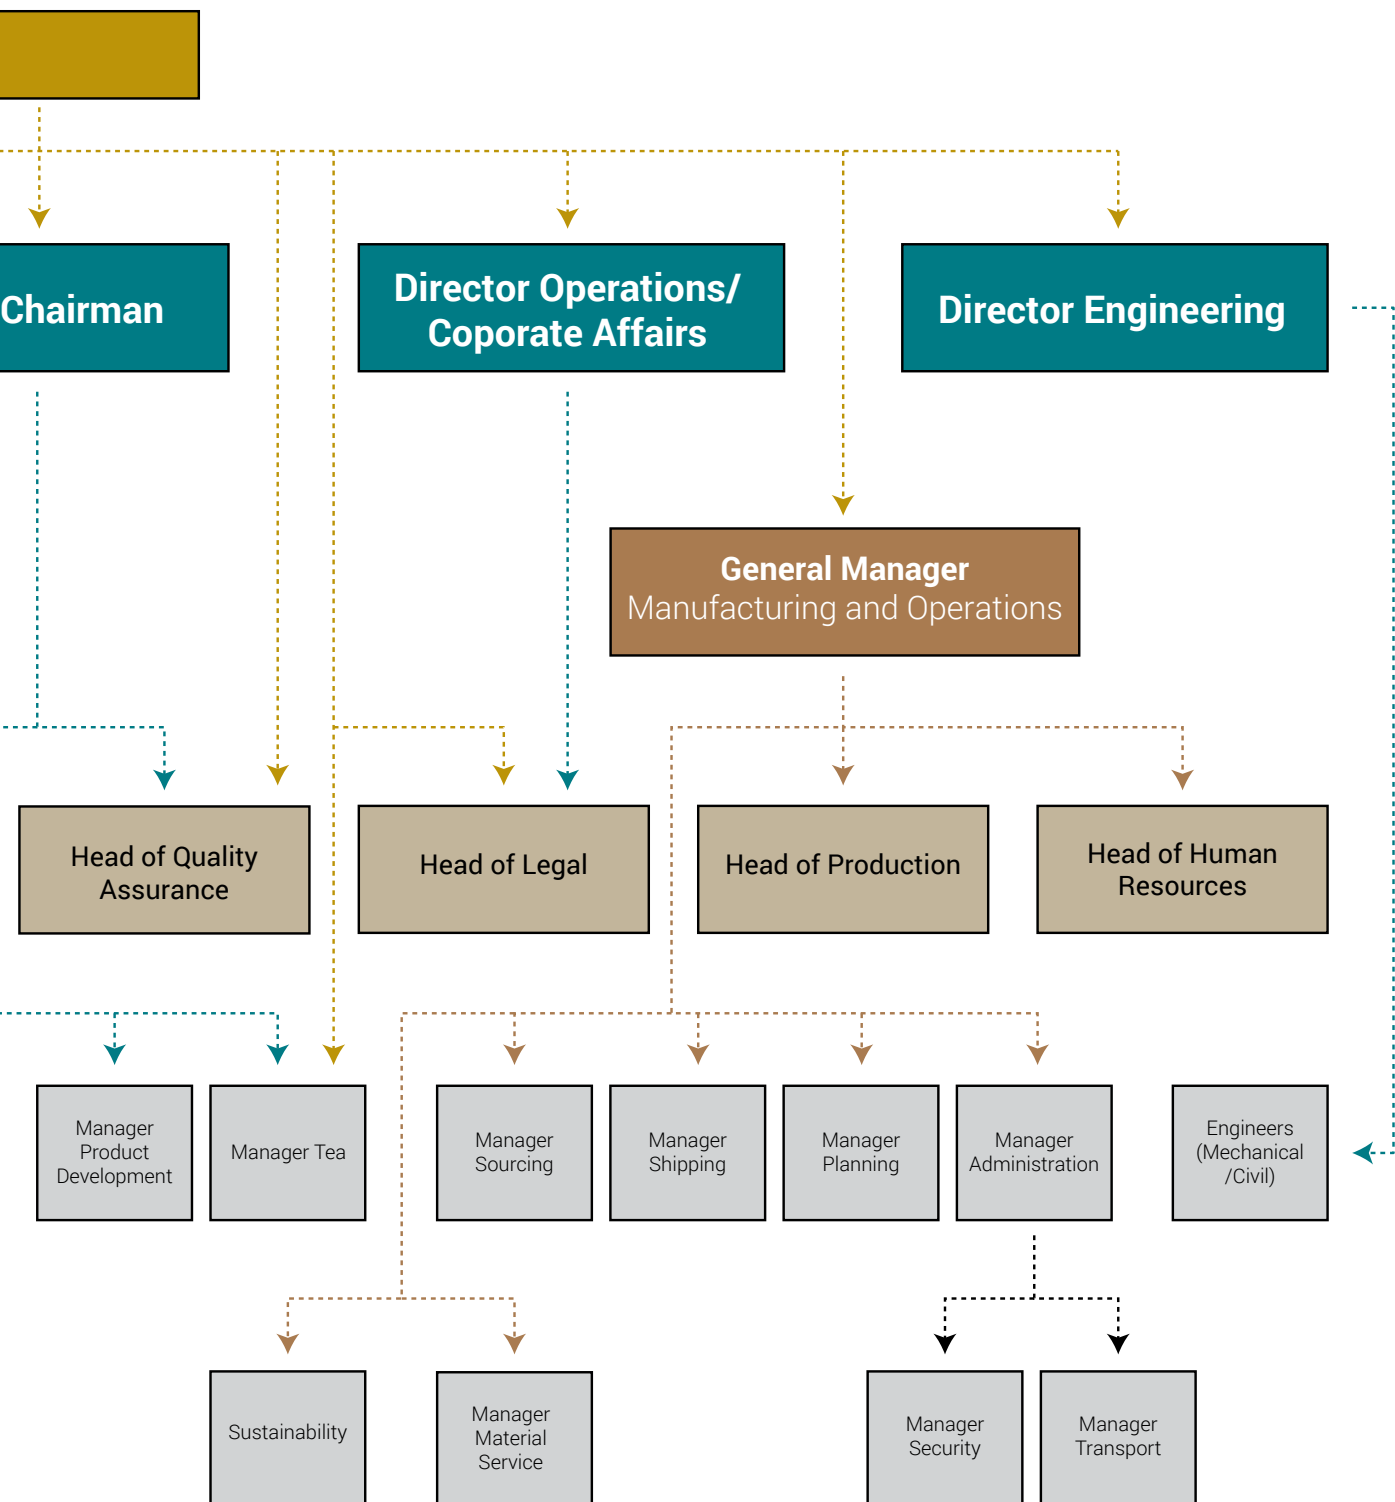 Chairman
Director Operations/
Coporate Affairs
Director Engineering
General Manager
Manufacturing and Operations
Head of Quality
Assurance
Head of Legal
Head of Production
Head of Human
Resources
Manager
Product
Development
Manager Tea
Manager
Sourcing
Manager
Shipping
Manager
Planning
Manager
Administration
Engineers
(Mechanical
/Civil)
Sustainability
Manager
Material
Service
Manager
Security
Manager
Transport